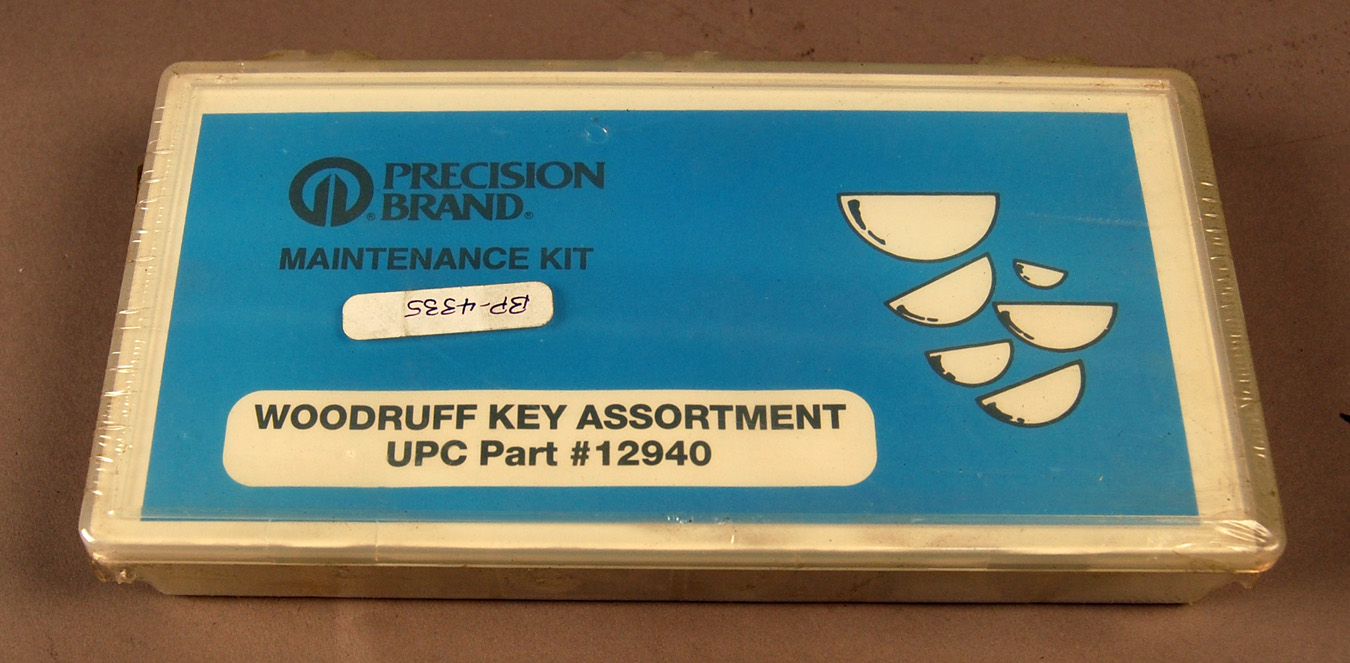 PRECISION
BRAND®
®
MAINTENANCE KIT
BP-4335
WOODRUFF KEY ASSORTMENT
UPC Part #12940